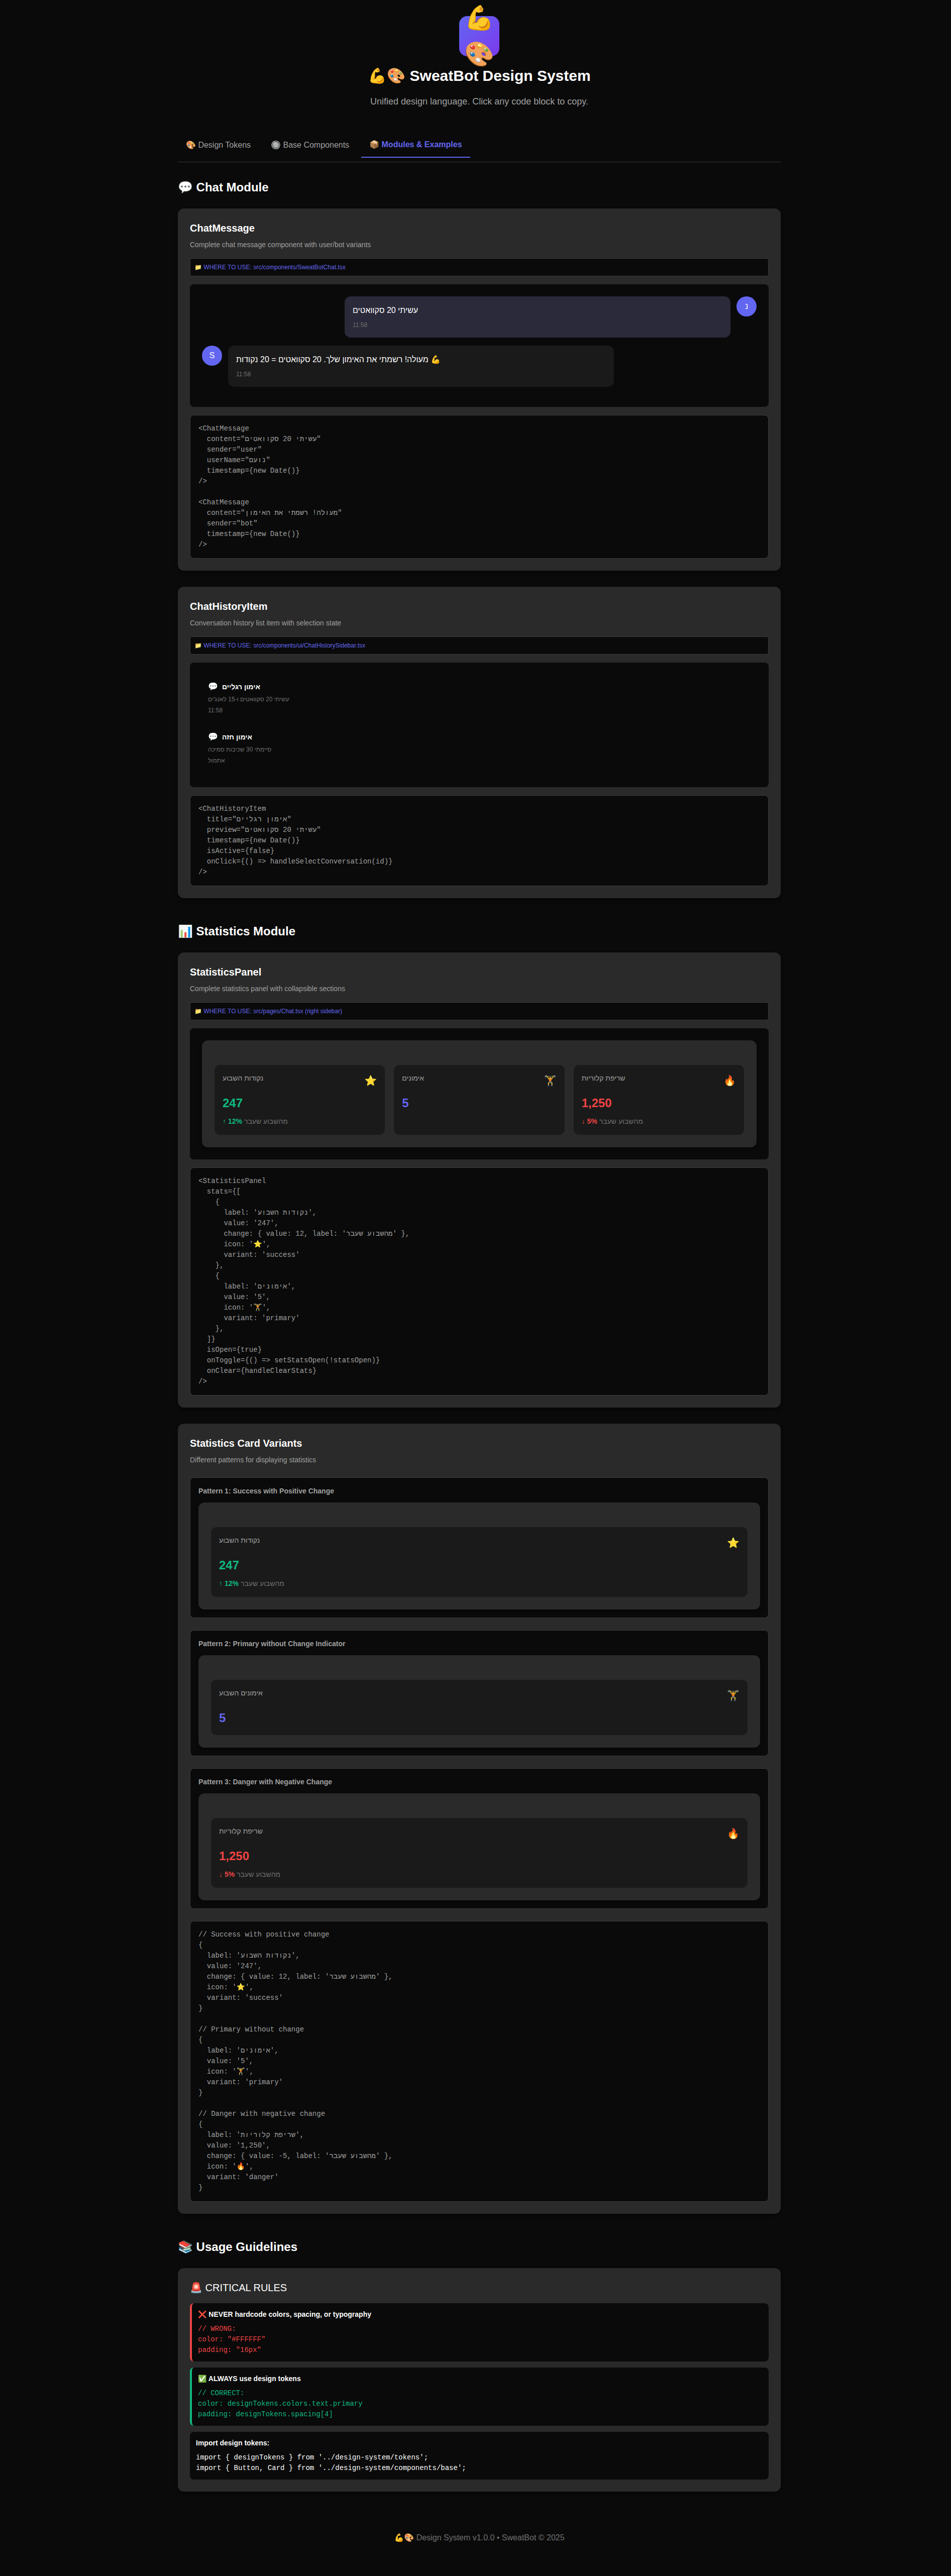 💪🎨
💪🎨 SweatBot Design System
Unified design language. Click any code block to copy.
🎨 Design Tokens
🔘 Base Components
📦 Modules & Examples
💬 Chat Module
ChatMessage
Complete chat message component with user/bot variants
📁 WHERE TO USE: src/components/SweatBotChat.tsx
עשיתי 20 סקוואטים
11:58
נ
S
מעולה! רשמתי את האימון שלך. 20 סקוואטים = 20 נקודות 💪
11:58
<ChatMessage
content="עשיתי 20 סקוואטים"
sender="user"
userName="נועם"
timestamp={new Date()}
/>
<ChatMessage
content="מעולה! רשמתי את האימון"
sender="bot"
timestamp={new Date()}
/>
ChatHistoryItem
Conversation history list item with selection state
📁 WHERE TO USE: src/components/ui/ChatHistorySidebar.tsx
💬 אימון רגליים
עשיתי 20 סקוואטים ו-15 לאנג'ים
11:58
💬 אימון חזה
סיימתי 30 שכיבות סמיכה
אתמול
<ChatHistoryItem
title="אימון רגליים"
preview="עשיתי 20 סקוואטים"
timestamp={new Date()}
isActive={false}
onClick={() => handleSelectConversation(id)}
/>
📊 Statistics Module
StatisticsPanel
Complete statistics panel with collapsible sections
📁 WHERE TO USE: src/pages/Chat.tsx (right sidebar)
נקודות השבוע ⭐
247
↑ 12% מהשבוע שעבר
אימונים 🏋️
5
שריפת קלוריות 🔥
1,250
↓ 5% מהשבוע שעבר
<StatisticsPanel
stats={[
{
label: 'נקודות השבוע',
value: '247',
change: { value: 12, label: 'מהשבוע שעבר' },
icon: '⭐',
variant: 'success'
},
{
label: 'אימונים',
value: '5',
icon: '🏋️',
variant: 'primary'
},
]}
isOpen={true}
onToggle={() => setStatsOpen(!statsOpen)}
onClear={handleClearStats}
/>
Statistics Card Variants
Different patterns for displaying statistics
Pattern 1: Success with Positive Change
נקודות השבוע ⭐
247
↑ 12% מהשבוע שעבר
Pattern 2: Primary without Change Indicator
אימונים השבוע 🏋️
5
Pattern 3: Danger with Negative Change
שריפת קלוריות 🔥
1,250
↓ 5% מהשבוע שעבר
// Success with positive change
{
label: 'נקודות השבוע',
value: '247',
change: { value: 12, label: 'מהשבוע שעבר' },
icon: '⭐',
variant: 'success'
}
// Primary without change
{
label: 'אימונים',
value: '5',
icon: '🏋️',
variant: 'primary'
}
// Danger with negative change
{
label: 'שריפת קלוריות',
value: '1,250',
change: { value: -5, label: 'מהשבוע שעבר' },
icon: '🔥',
variant: 'danger'
}
📚 Usage Guidelines
🚨 CRITICAL RULES
❌ NEVER hardcode colors, spacing, or typography
// WRONG:
color: "#FFFFFF"
padding: "16px"
✅ ALWAYS use design tokens
// CORRECT:
color: designTokens.colors.text.primary
padding: designTokens.spacing[4]
Import design tokens:
import { designTokens } from '../design-system/tokens';
import { Button, Card } from '../design-system/components/base';
💪🎨 Design System v1.0.0 • SweatBot © 2025